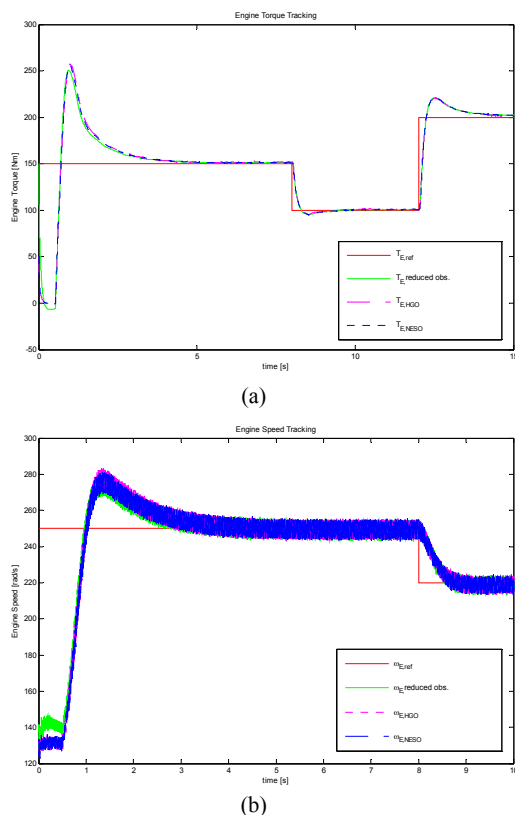 Engine Torque Tracking
300
250
200
150
100
50
0
-50
Engine Torque [Nm]
T_E,ref
T_E, reduced obs.
T_E,HGO
T_E,NESO
0 5 10 15
time [s]
(a)
Engine Speed Tracking
300
280
260
240
220
200
180
160
140
120
Engine Speed [rad/s]
ω_E,ref
ω_E, reduced obs.
ω_E,HGO
ω_E,NESO
0 1 2 3 4 5 6 7 8 9 10
time [s]
(b)